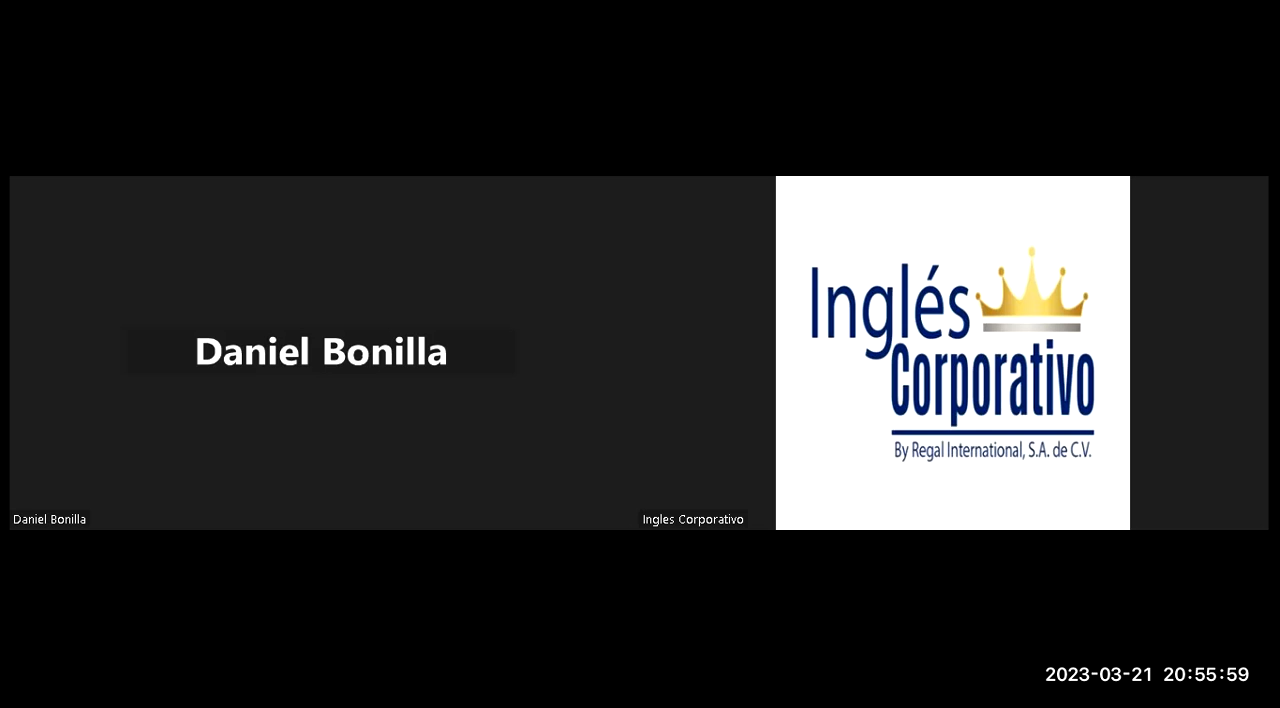 Daniel Bonilla
Inglés
Corporativo
By Regal International, S.A. de C.V.
Daniel Bonilla
Ingles Corporativo
2023-03-21 20:55:59